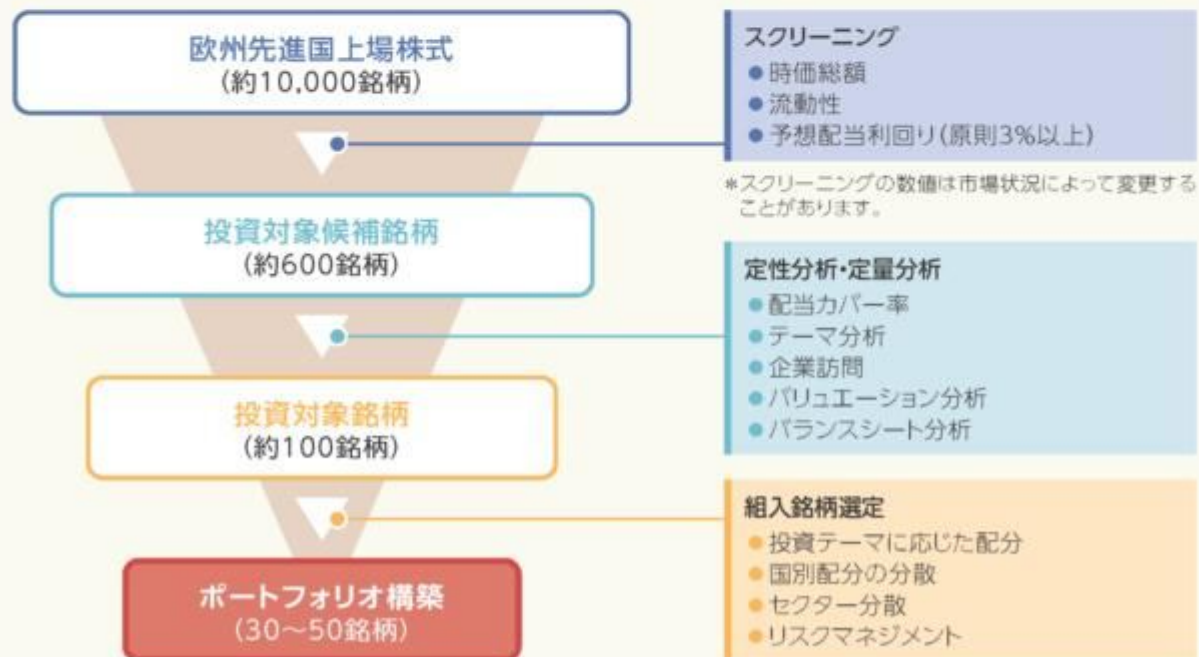 欧州先進国上場株式
(約10,000銘柄)
スクリーニング
●時価総額
●流動性
●予想配当利回り(原則3%以上)
*スクリーニングの数値は市場状況によって変更する
ことがあります。
投資対象候補銘柄
(約600銘柄)
定性分析・定量分析
●配当カバー率
●テーマ分析
●企業訪問
●バリュエーション分析
●バランスシート分析
投資対象銘柄
(約100銘柄)
組入銘柄選定
●投資テーマに応じた配分
●国別配分の分散
●セクター分散
●リスクマネジメント
ポートフォリオ構築
(30〜50銘柄)